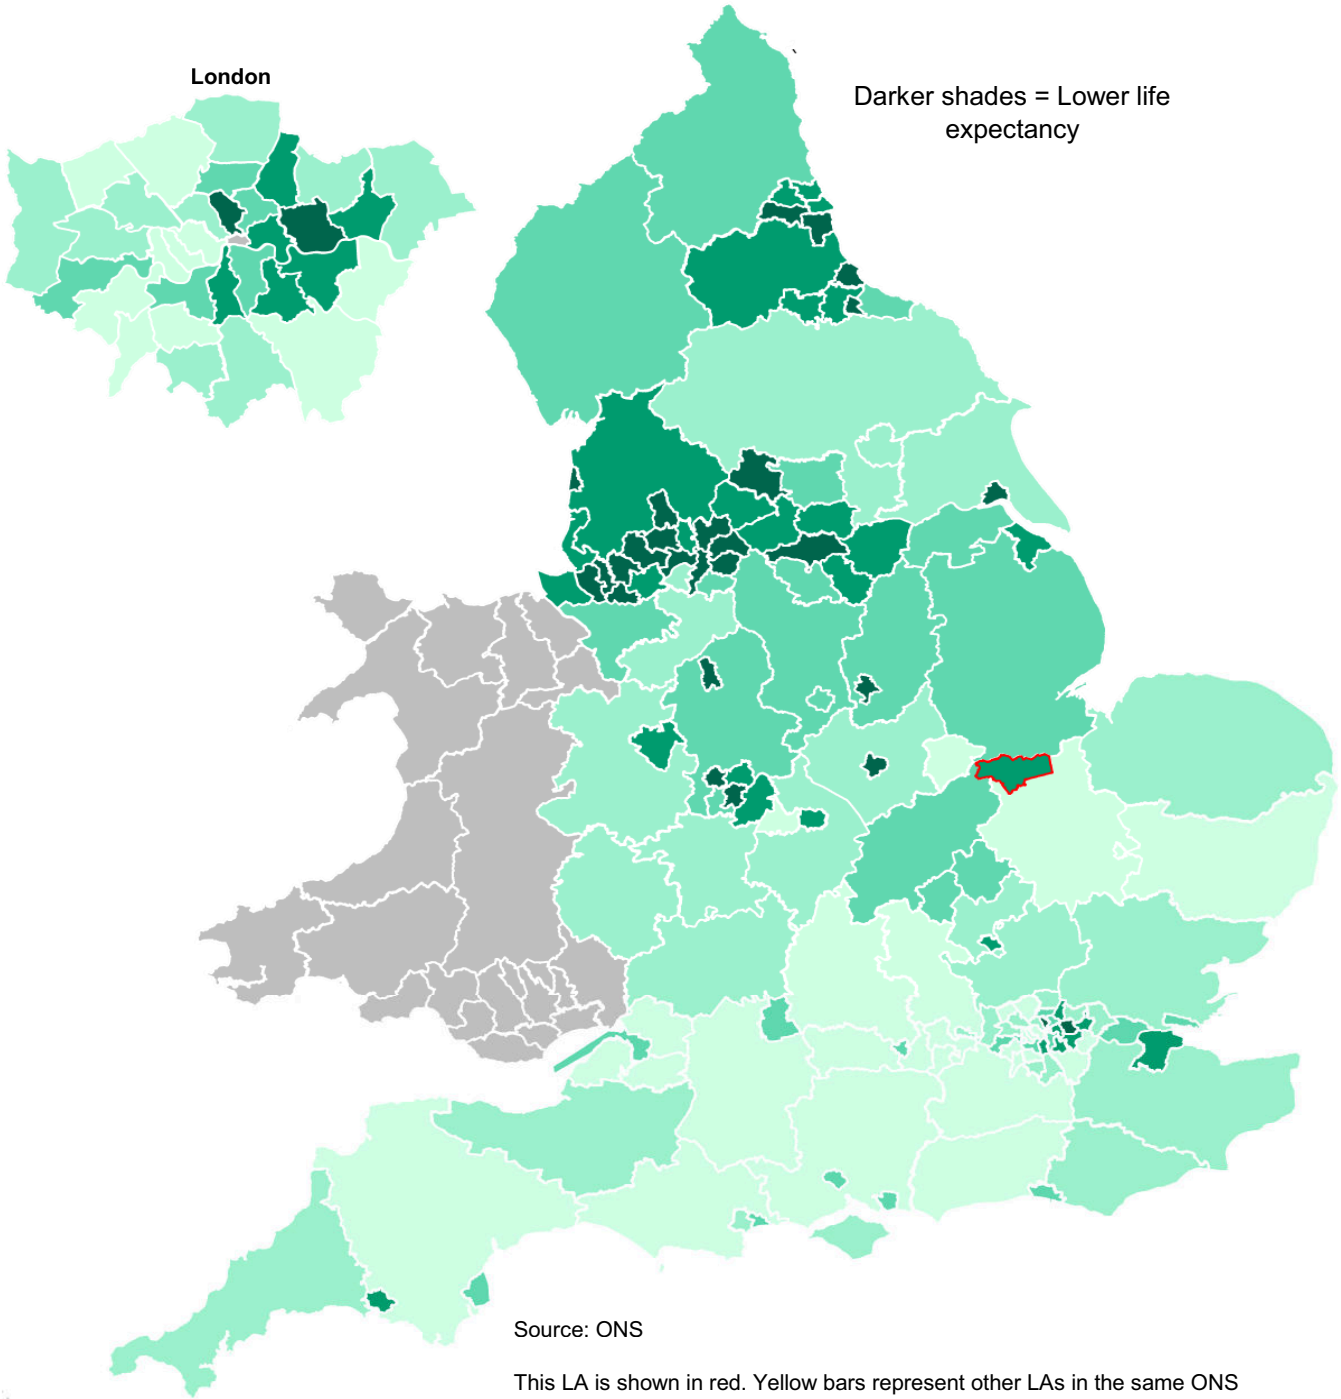 London
Darker shades = Lower life
expectancy
Source: ONS
This LA is shown in red. Yellow bars represent other LAs in the same ONS